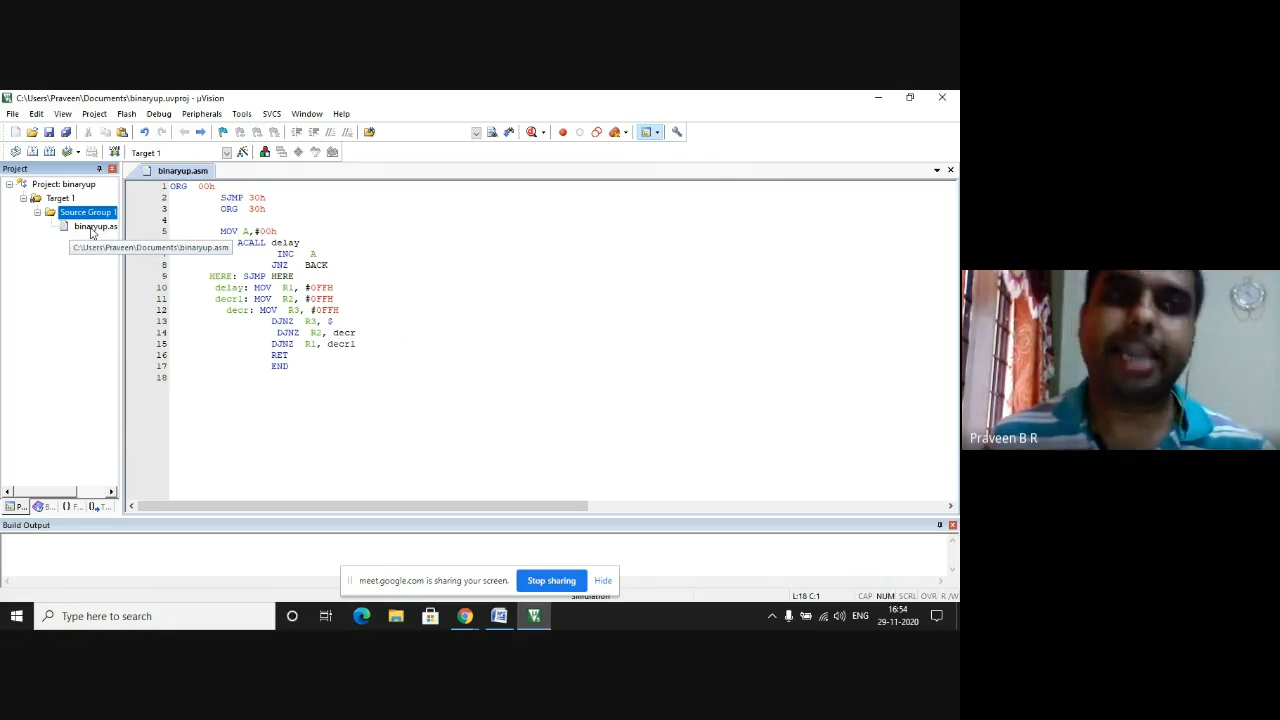 C:\Users\Praveen\Documents\binaryup.uvproj - µVision
File Edit View Project Flash Debug Peripherals Tools SVCS Window Help
Target 1
Project
binaryup.asm
Project: binaryup
Target 1
Source Group 1
binaryup.as
C:\Users\Praveen\Documents\binaryup.asm
1 ORG 00h
2 SJMP 30h
3 ORG 30h
4
5 MOV A,#00h
ACALL delay
INC A
8 JNZ BACK
9 HERE: SJMP HERE
10 delay: MOV R1, #0FFH
11 decr1: MOV R2, #0FFH
12 decr: MOV R3, #0FFH
13 DJNZ R3, $
14 DJNZ R2, decr
15 DJNZ R1, decr1
16 RET
17 END
18
P... B... {} F... T...
Build Output
meet.google.com is sharing your screen. Stop sharing Hide
Simulation
L:18 C:1 CAP NUM SCRL OVR R/W
Type here to search
ENG
16:54
29-11-2020
Praveen B R